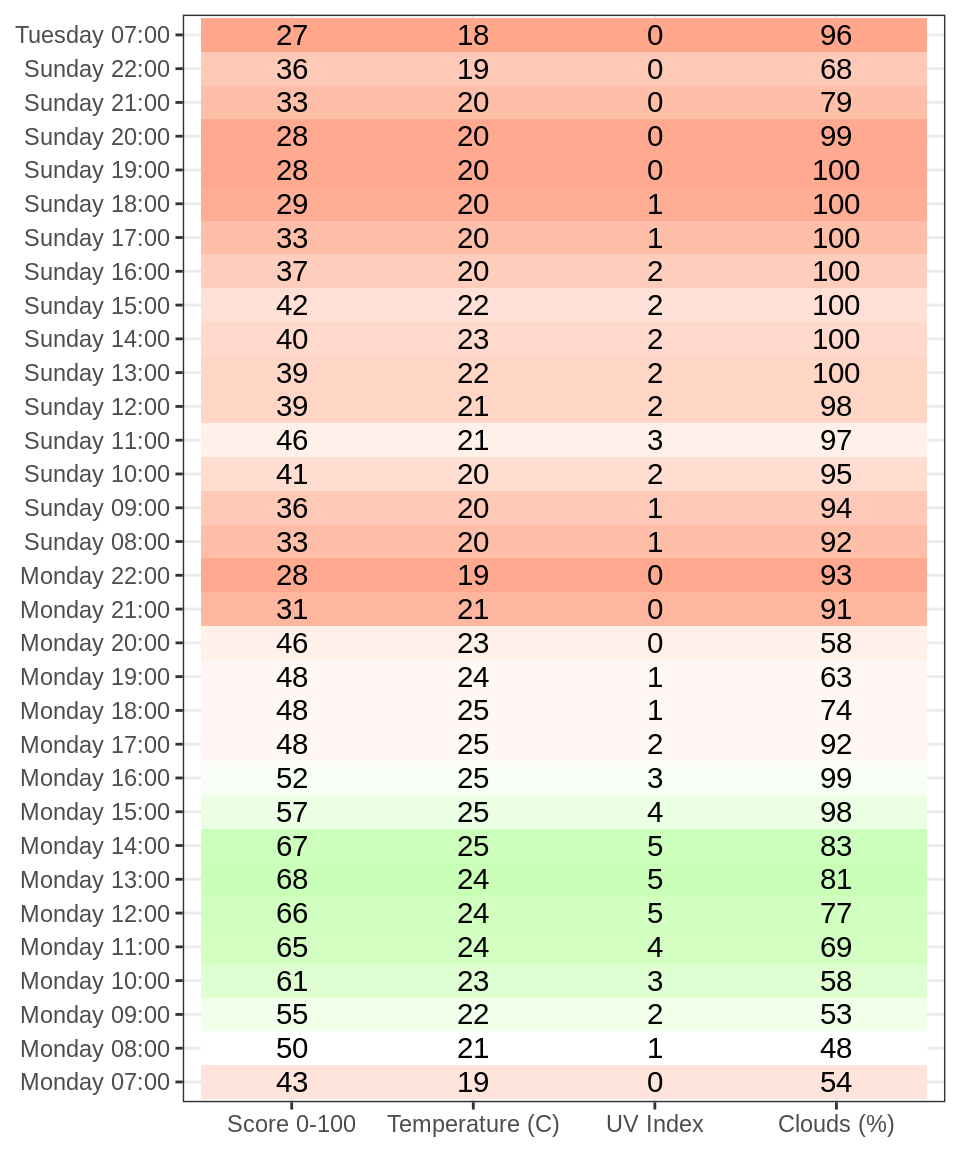 Tuesday 07:00 27 18 0 96
Sunday 22:00 36 19 0 68
Sunday 21:00 33 20 0 79
Sunday 20:00 28 20 0 99
Sunday 19:00 28 20 0 100
Sunday 18:00 29 20 1 100
Sunday 17:00 33 20 1 100
Sunday 16:00 37 20 2 100
Sunday 15:00 42 22 2 100
Sunday 14:00 40 23 2 100
Sunday 13:00 39 22 2 100
Sunday 12:00 39 21 2 98
Sunday 11:00 46 21 3 97
Sunday 10:00 41 20 2 95
Sunday 09:00 36 20 1 94
Sunday 08:00 33 20 1 92
Monday 22:00 28 19 0 93
Monday 21:00 31 21 0 91
Monday 20:00 46 23 0 58
Monday 19:00 48 24 1 63
Monday 18:00 48 25 1 74
Monday 17:00 48 25 2 92
Monday 16:00 52 25 3 99
Monday 15:00 57 25 4 98
Monday 14:00 67 25 5 83
Monday 13:00 68 24 5 81
Monday 12:00 66 24 5 77
Monday 11:00 65 24 4 69
Monday 10:00 61 23 3 58
Monday 09:00 55 22 2 53
Monday 08:00 50 21 1 48
Monday 07:00 43 19 0 54
Score 0-100 Temperature (C) UV Index Clouds (%)